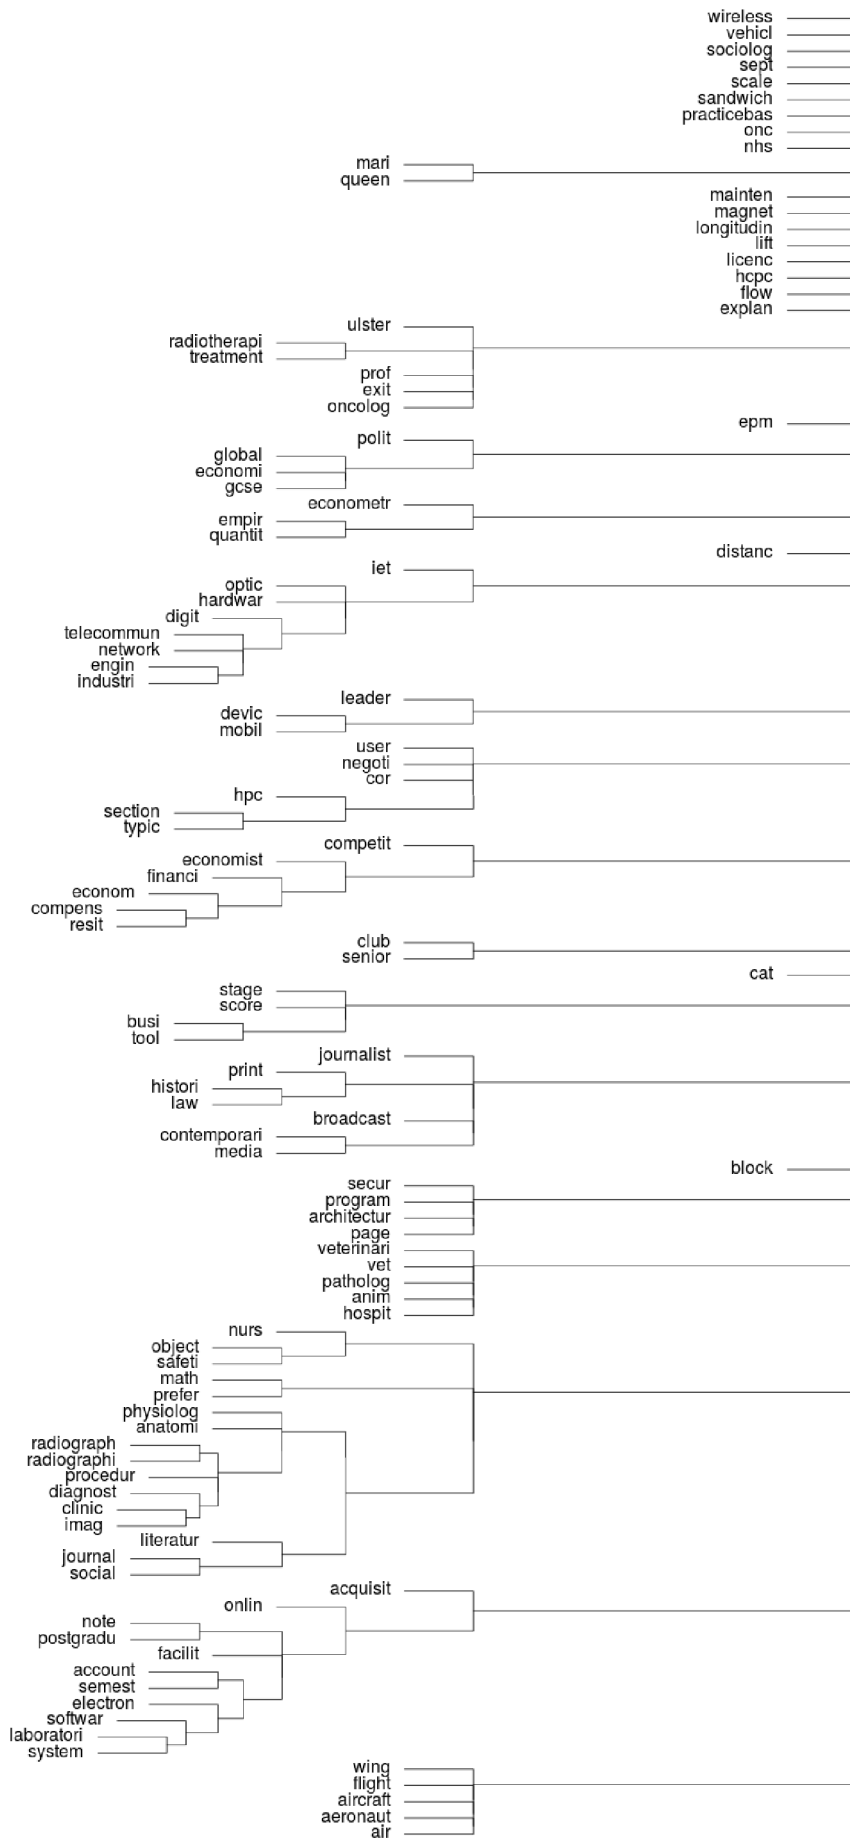 wireless
vehicl
sociolog
sept
scale
sandwich
practicebas
onc
nhs
mari
queen
mainten
magnet
longitudin
lift
licenc
hcpc
flow
explan
ulster
radiotherapi
treatment
prof
exit
oncolog
epm
polit
global
economi
gcse
econometr
empir
quantit
distanc
iet
optic
hardwar
digit
telecommun
network
engin
industri
leader
devic
mobil
user
negoti
cor
hpc
section
typic
competit
economist
financi
econom
compens
resit
club
senior
cat
stage
score
busi
tool
journalist
print
histori
law
broadcast
contemporari
media
block
secur
program
architectur
page
veterinari
vet
patholog
anim
hospit
nurs
object
safeti
math
prefer
physiolog
anatomi
radiograph
radiographi
procedur
diagnost
clinic
imag
literatur
journal
social
acquisit
onlin
note
postgradu
facilit
account
semest
electron
softwar
laboratori
system
wing
flight
aircraft
aeronaut
air